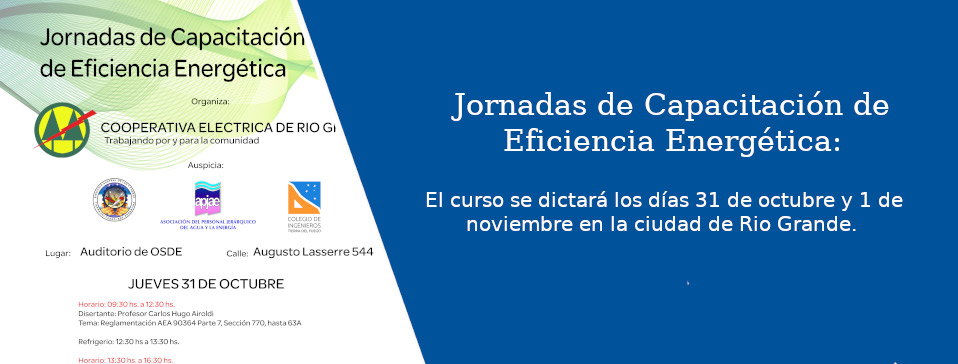 Jornadas de Capacitación
de Eficiencia Energética
Organiza:
COOPERATIVA ELECTRICA DE RIO
Trabajando por y para la comunidad
Auspicia:
apjae
ASOCIACIÓN DEL PERSONAL JERÁRQUICO
DEL AGUA Y LA ENERGÍA
COLEGIO DE
INGENIEROS
TIERRA DEL FUEGO
Lugar: Auditorio de OSDE Calle: Augusto Lasserre 544
JUEVES 31 DE OCTUBRE
Horario: 09:30 hs. a 12:30 hs.
Disertante: Profesor Carlos Hugo Airoldi
Tema: Reglamentación AEA 90364 Parte 7, Sección 770, hasta 63A
Refrigerio: 12:30 hs a 13:30 hs.
Horario: 13:30 hs. a 16:30 hs.
Jornadas de Capacitación de
Eficiencia Energética:
El curso se dictará los días 31 de octubre y 1 de
noviembre en la ciudad de Rio Grande.